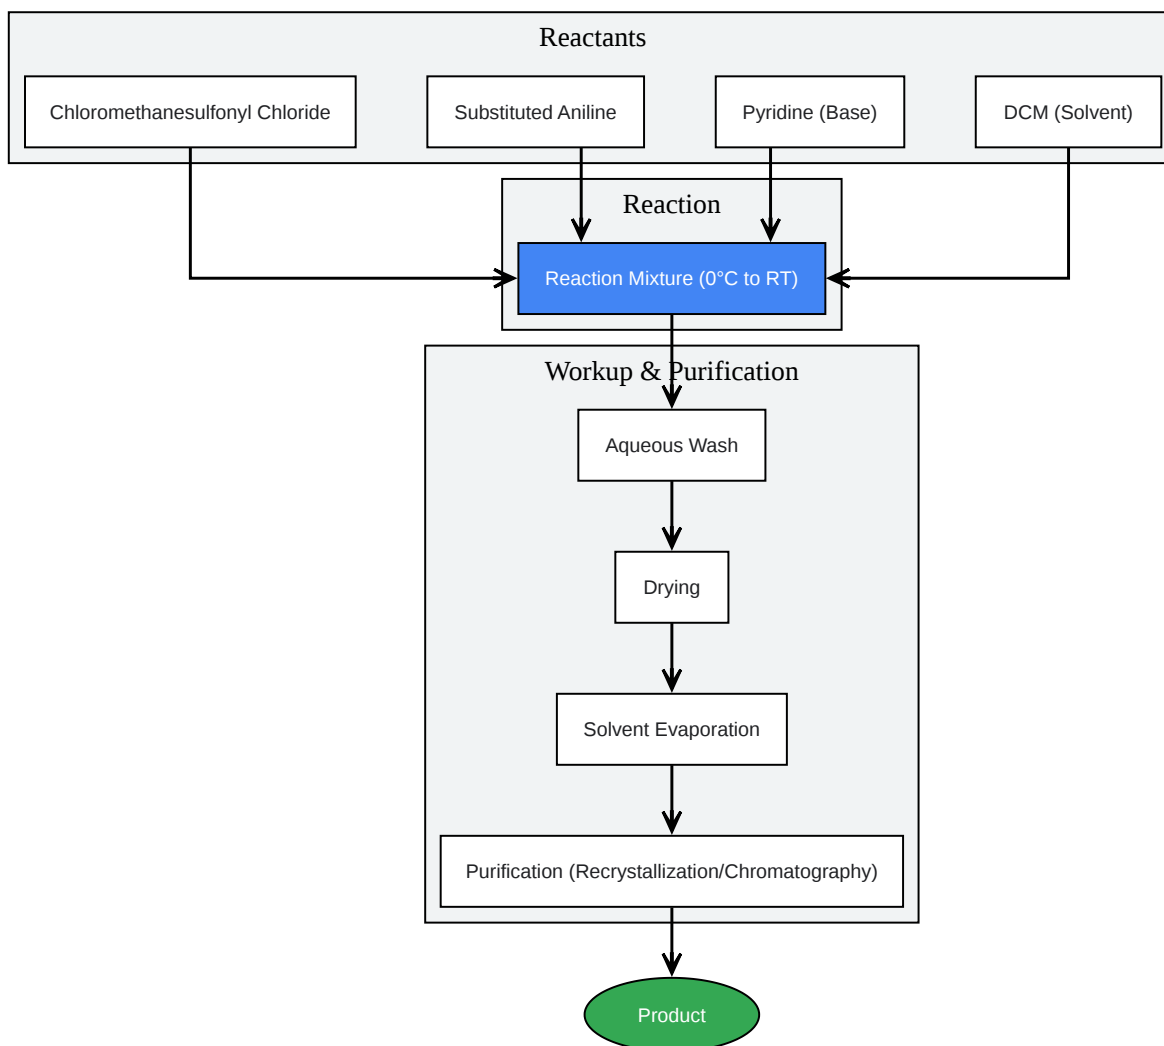 Reactants
Chloromethanesulfonyl Chloride
Substituted Aniline
Pyridine (Base)
DCM (Solvent)
Reaction
Reaction Mixture (0°C to RT)
Workup & Purification
Aqueous Wash
Drying
Solvent Evaporation
Purification (Recrystallization/Chromatography)
Product